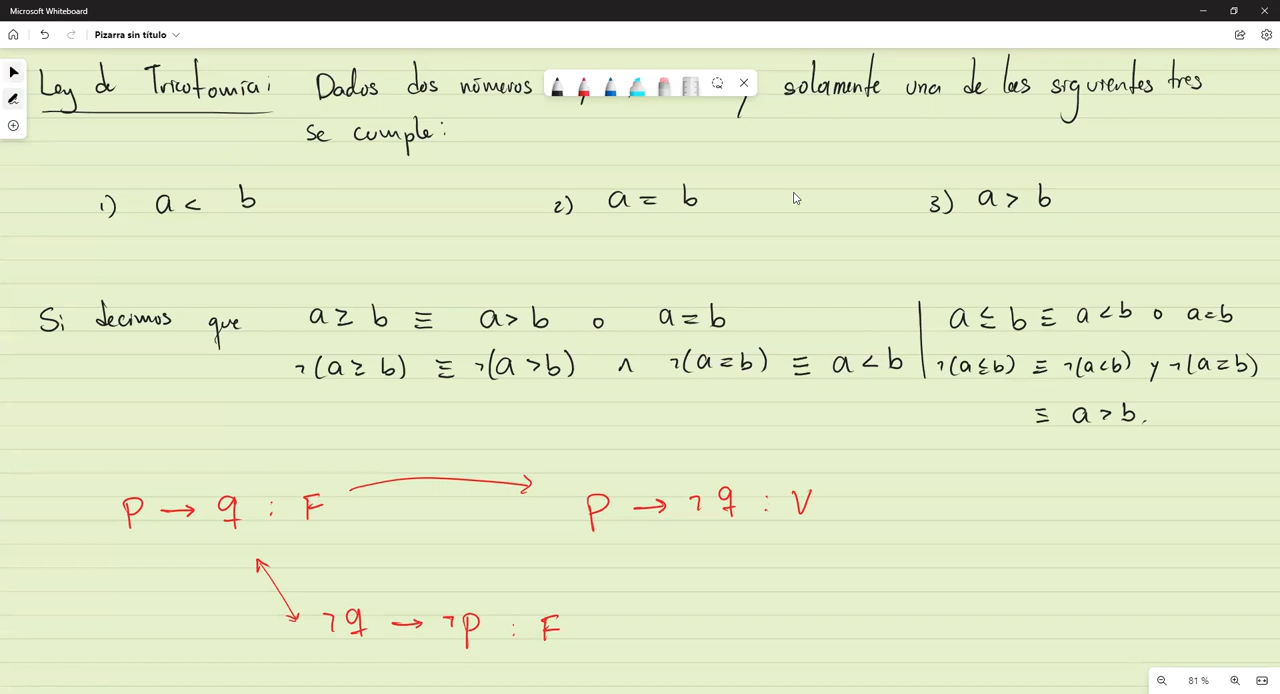 Microsoft Whiteboard
Pizarra sin título
Ley de Tricotomía: Dados dos números solamente una de las siguientes tres
se cumple:
1) a < b 2) a = b 3) a > b
Si decimos que a ≥ b ≡ a > b o a = b | a ≤ b ≡ a < b o a = b
¬(a ≥ b) ≡ ¬(a > b) ∧ ¬(a = b) ≡ a < b | ¬(a ≤ b) ≡ ¬(a < b) y ¬(a = b)
≡ a > b.
P → q : F P → ¬q : V
¬q → ¬p : F
81 %